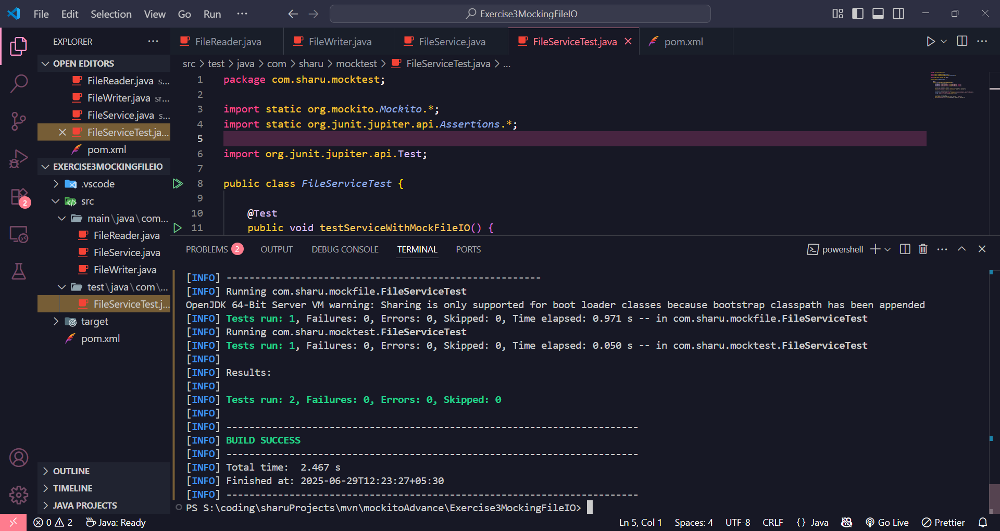 File Edit Selection View Go Run ··· Exercise3MockingFileIO
EXPLORER ···
OPEN EDITORS
FileReader.java s...
FileWriter.java sr...
FileService.java s...
FileServiceTest.ja...
pom.xml
EXERCISE3MOCKINGFILEIO
.vscode
src
main\java\com...
FileReader.java
FileService.java
FileWriter.java
test\java\com\...
FileServiceTest.j...
target
pom.xml
OUTLINE
TIMELINE
JAVA PROJECTS
2
FileReader.java FileWriter.java FileService.java FileServiceTest.java pom.xml
src > test > java > com > sharu > mocktest > FileServiceTest.java > ...
1 package com.sharu.mocktest;
2
3 import static org.mockito.Mockito.*;
4 import static org.junit.jupiter.api.Assertions.*;
5
6 import org.junit.jupiter.api.Test;
7
8 public class FileServiceTest {
9
10 @Test
11 public void testServiceWithMockFileIO() {
PROBLEMS 2 OUTPUT DEBUG CONSOLE TERMINAL PORTS powershell
[INFO] -------------------------------------------------------
[INFO] Running com.sharu.mockfile.FileServiceTest
OpenJDK 64-Bit Server VM warning: Sharing is only supported for boot loader classes because bootstrap classpath has been appended
[INFO] Tests run: 1, Failures: 0, Errors: 0, Skipped: 0, Time elapsed: 0.971 s -- in com.sharu.mockfile.FileServiceTest
[INFO] Running com.sharu.mocktest.FileServiceTest
[INFO] Tests run: 1, Failures: 0, Errors: 0, Skipped: 0, Time elapsed: 0.050 s -- in com.sharu.mocktest.FileServiceTest
[INFO]
[INFO] Results:
[INFO]
[INFO] Tests run: 2, Failures: 0, Errors: 0, Skipped: 0
[INFO]
[INFO] ------------------------------------------------------------------------
[INFO] BUILD SUCCESS
[INFO] ------------------------------------------------------------------------
[INFO] Total time:  2.467 s
[INFO] Finished at: 2025-06-29T12:23:27+05:30
[INFO] ------------------------------------------------------------------------
PS S:\coding\sharuProjects\mvn\mockitoAdvance\Exercise3MockingFileIO>
0 2 Java: Ready Ln 5, Col 1 Spaces: 4 UTF-8 CRLF {} Java Go Live Prettier